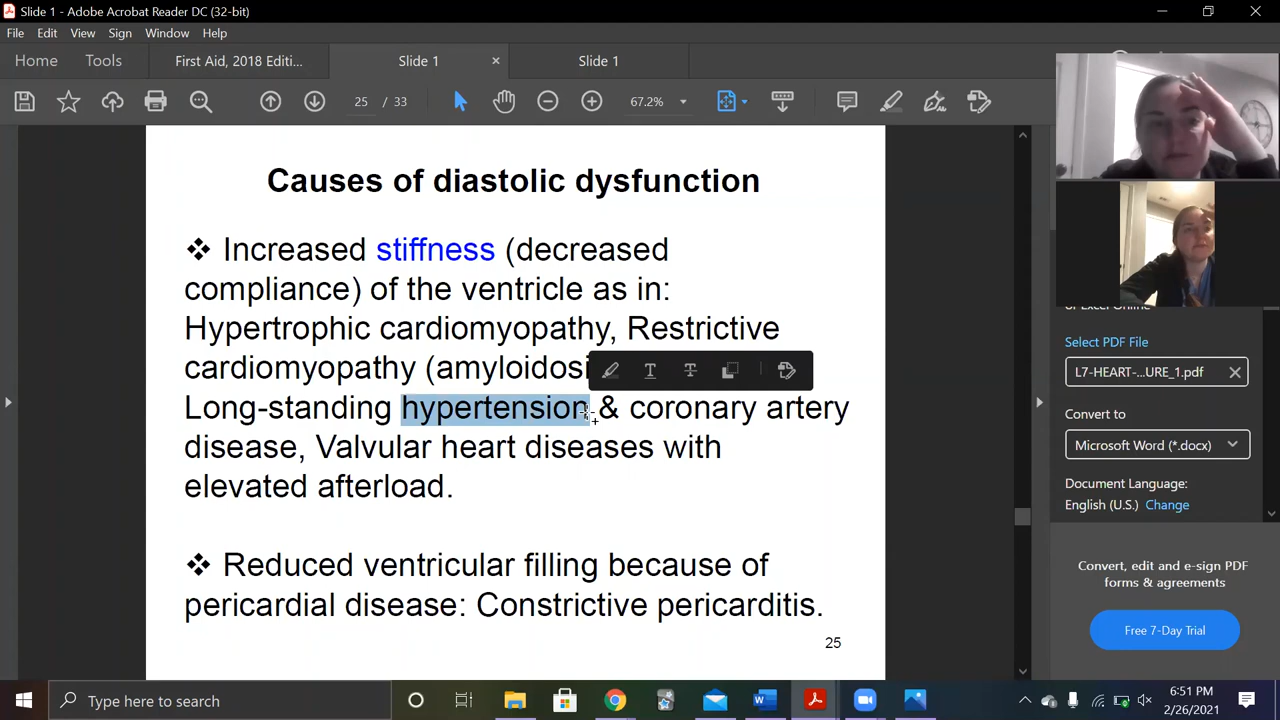 Slide 1 - Adobe Acrobat Reader DC (32-bit)
File Edit View Sign Window Help
Home Tools First Aid, 2018 Editi... Slide 1 × Slide 1
25 / 33 67.2%
Causes of diastolic dysfunction
❖ Increased stiffness (decreased
compliance) of the ventricle as in:
Hypertrophic cardiomyopathy, Restrictive
cardiomyopathy (amyloidosi
Long-standing hypertension & coronary artery
disease, Valvular heart diseases with
elevated afterload.
❖ Reduced ventricular filling because of
pericardial disease: Constrictive pericarditis.
25
Select PDF File
L7-HEART-...URE_1.pdf
Convert to
Microsoft Word (*.docx)
Document Language:
English (U.S.) Change
Convert, edit and e-sign PDF
forms & agreements
Free 7-Day Trial
Type here to search
6:51 PM
2/26/2021